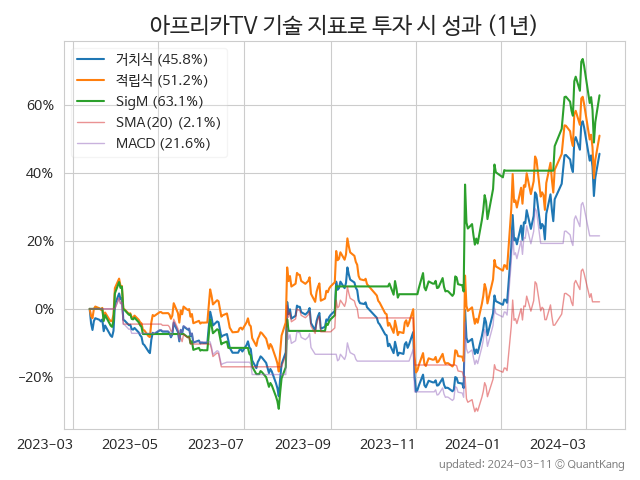 아프리카TV 기술 지표로 투자 시 성과 (1년)
거치식 (45.8%)
적립식 (51.2%)
SigM (63.1%)
SMA(20) (2.1%)
MACD (21.6%)
60%
40%
20%
0%
−20%
2023-03 2023-05 2023-07 2023-09 2023-11 2024-01 2024-03
updated: 2024-03-11 © QuantKang